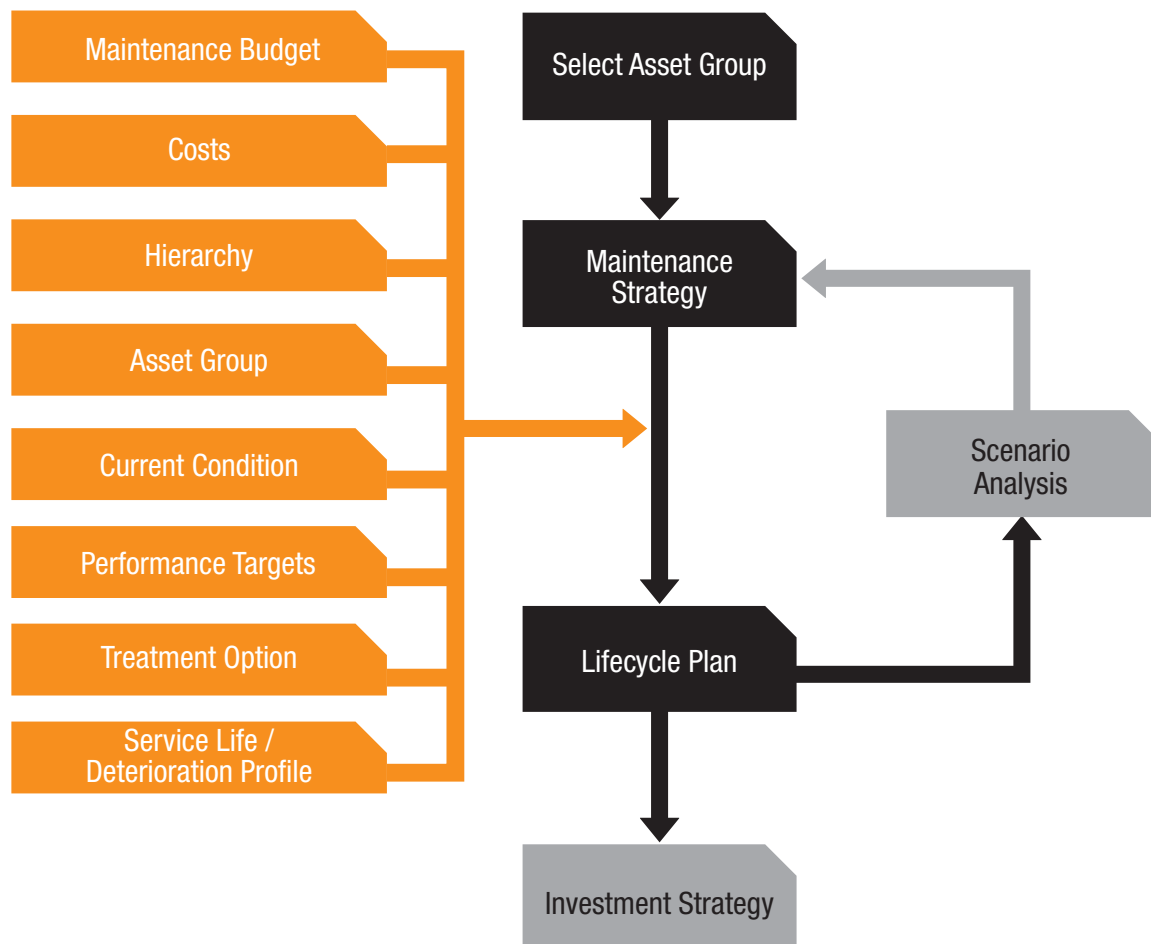 Maintenance Budget
Costs
Hierarchy
Asset Group
Current Condition
Performance Targets
Treatment Option
Service Life /
Deterioration Profile
Select Asset Group
Maintenance
Strategy
Lifecycle Plan
Investment Strategy
Scenario
Analysis